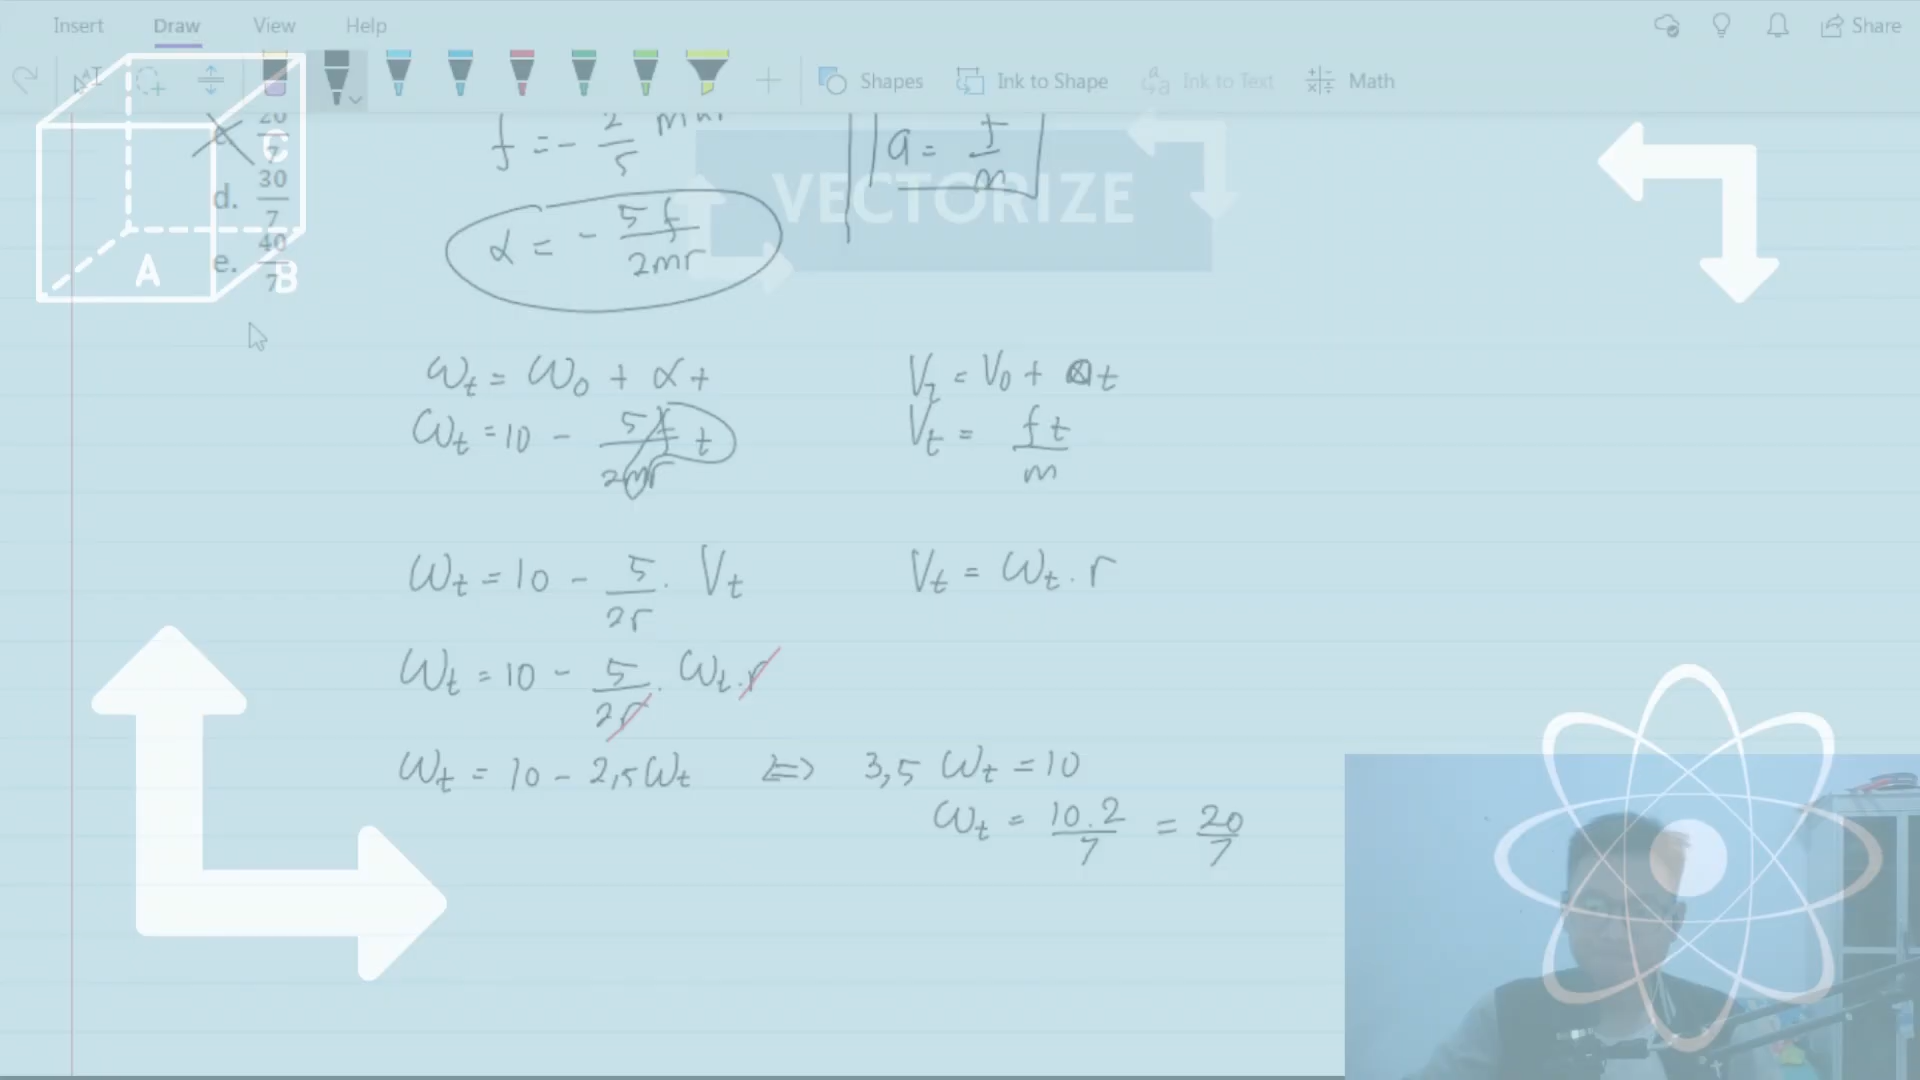 Insert Draw View Help Share
Shapes Ink to Shape Ink to Text Math
c. 20/7
d. 30/7
e. 40/7
A
B
C
VECTORIZE
f = - 2/5
a = f/m
α = - 5f/2mr
ωt = ω0 + αt
Vt = V0 + at
ωt = 10 - 5f/2mr t
Vt = ft/m
ωt = 10 - 5/2r . Vt
Vt = ωt . r
ωt = 10 - 5/2r . ωt . r
ωt = 10 - 2,5ωt ⇔ 3,5 ωt = 10
ωt = 10.2/7 = 20/7